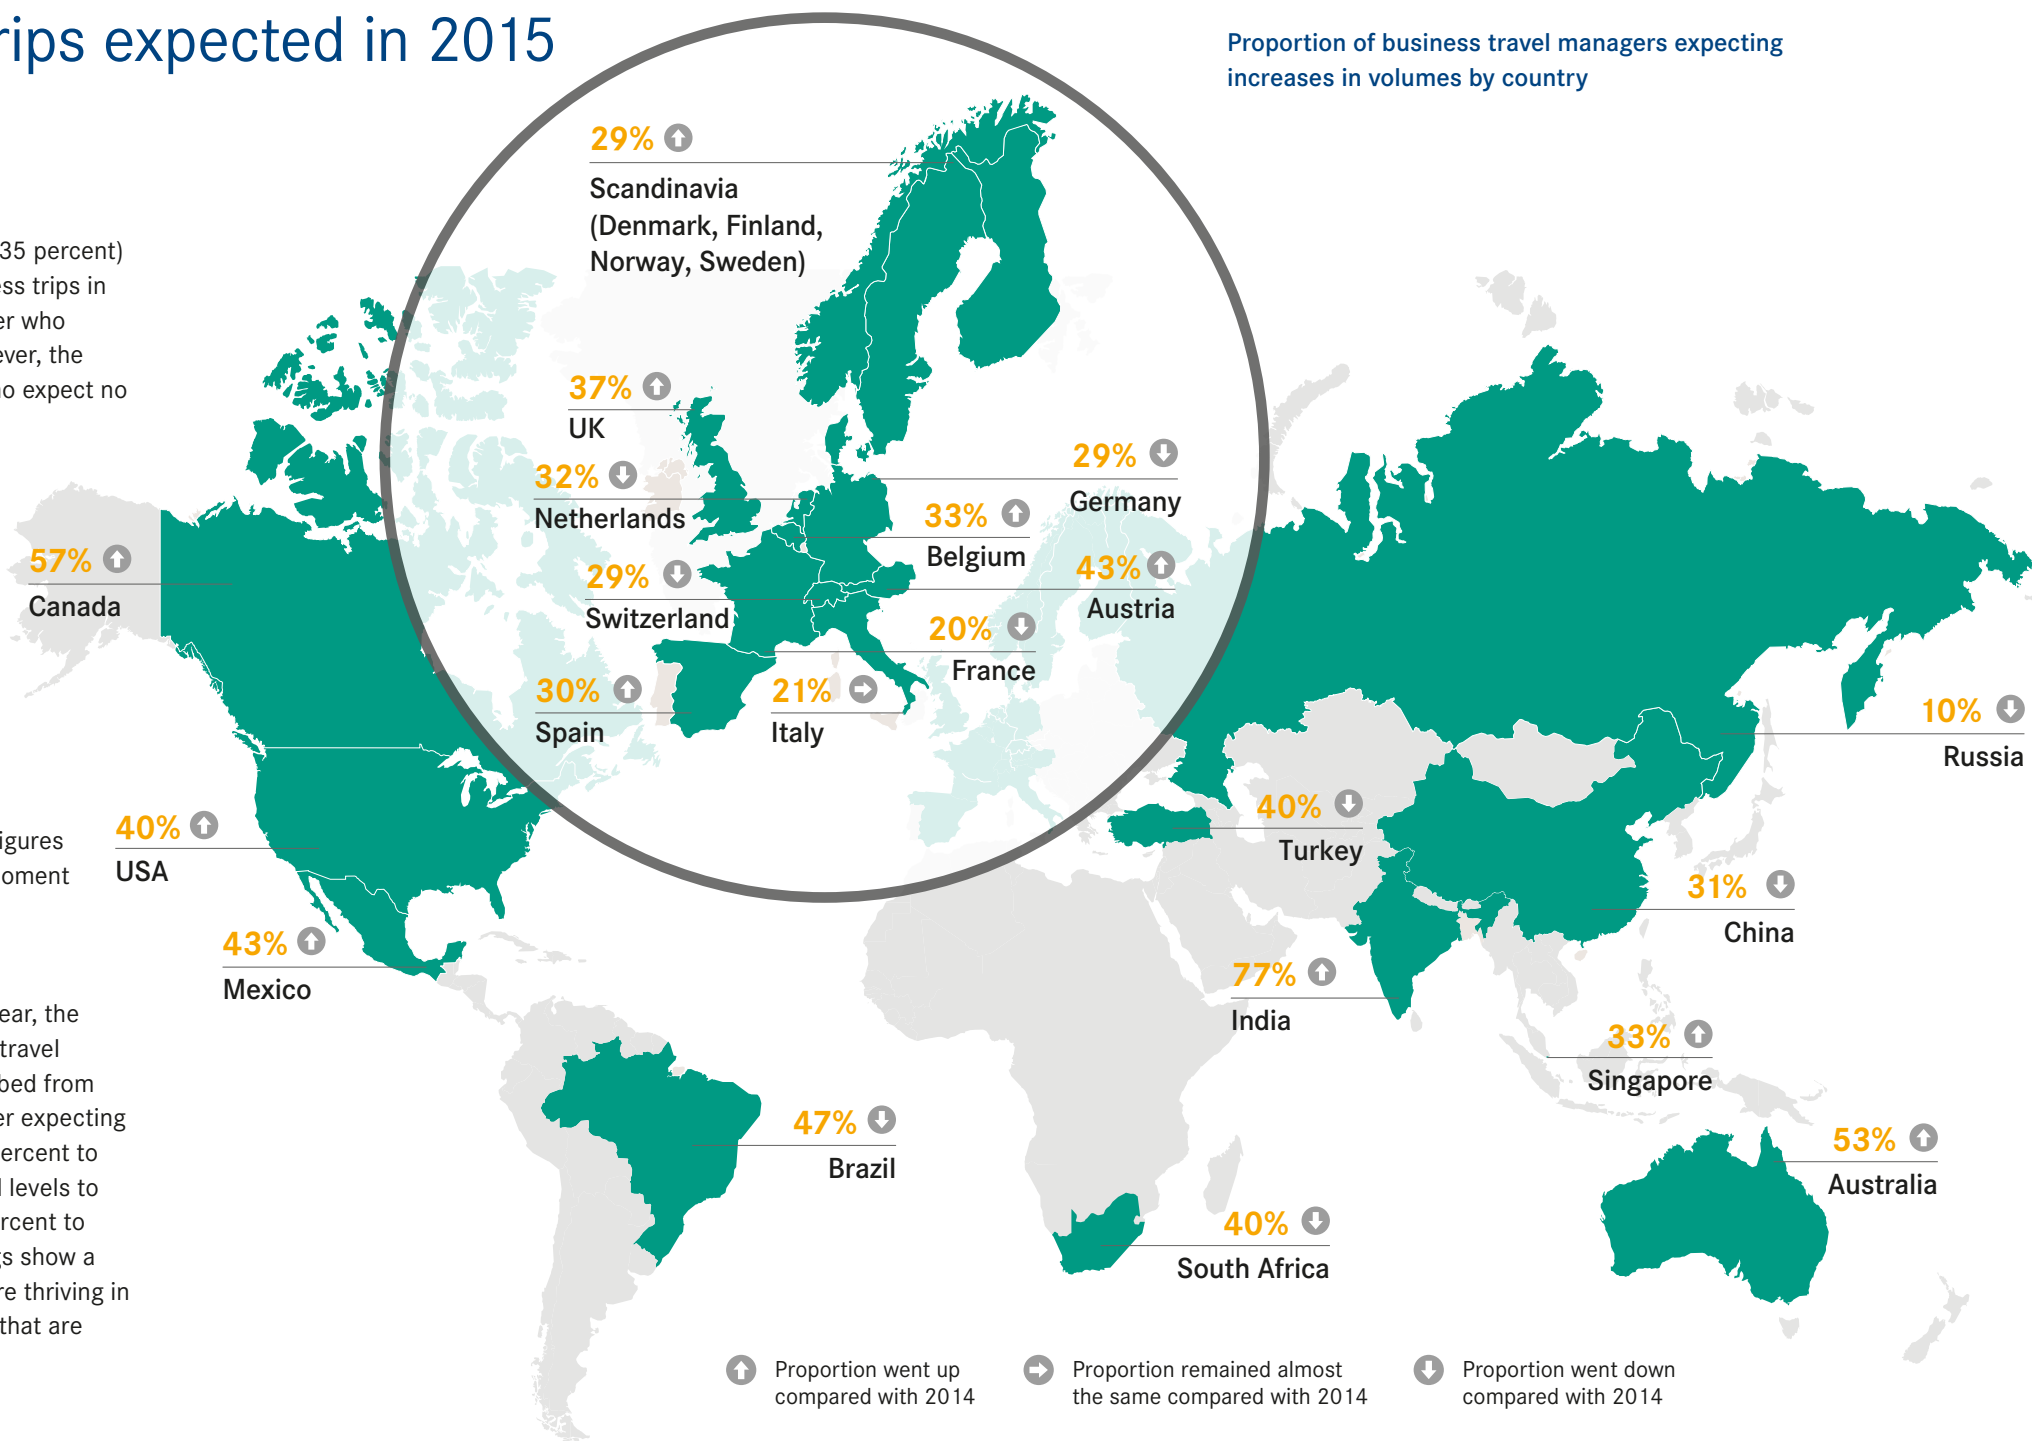 rips expected in 2015
Proportion of business travel managers expecting
increases in volumes by country
35 percent)
ess trips in
er who
ever, the
no expect no
igures
oment
ear, the
travel
bed from
er expecting
ercent to
l levels to
rcent to
gs show a
re thriving in
that are
29%
Scandinavia
(Denmark, Finland,
Norway, Sweden)
37%
UK
32%
Netherlands
29%
Switzerland
30%
Spain
21%
Italy
29%
Germany
33%
Belgium
43%
Austria
20%
France
57%
Canada
40%
USA
43%
Mexico
47%
Brazil
40%
South Africa
40%
Turkey
77%
India
10%
Russia
31%
China
33%
Singapore
53%
Australia
Proportion went up
compared with 2014
Proportion remained almost
the same compared with 2014
Proportion went down
compared with 2014